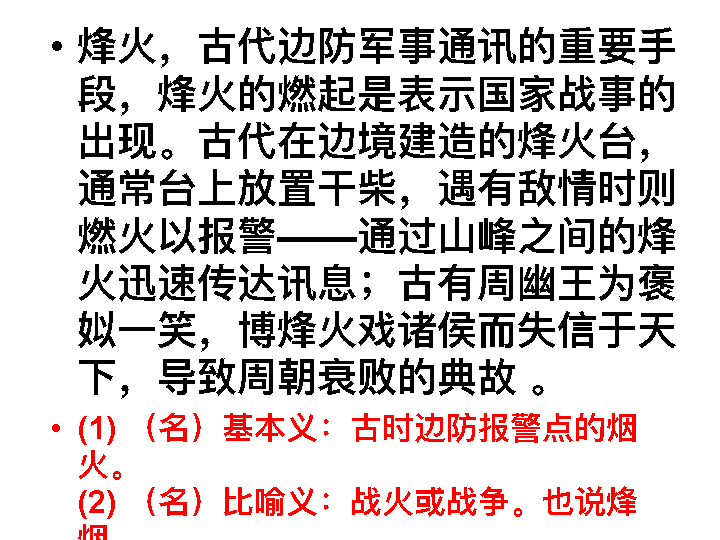 • 烽火，古代边防军事通讯的重要手
段，烽火的燃起是表示国家战事的
出现。古代在边境建造的烽火台，
通常台上放置干柴，遇有敌情时则
燃火以报警——通过山峰之间的烽
火迅速传达讯息；古有周幽王为褒
姒一笑，博烽火戏诸侯而失信于天
下，导致周朝衰败的典故 。
• (1) （名）基本义：古时边防报警点的烟
火。
(2) （名）比喻义：战火或战争。也说烽
烟